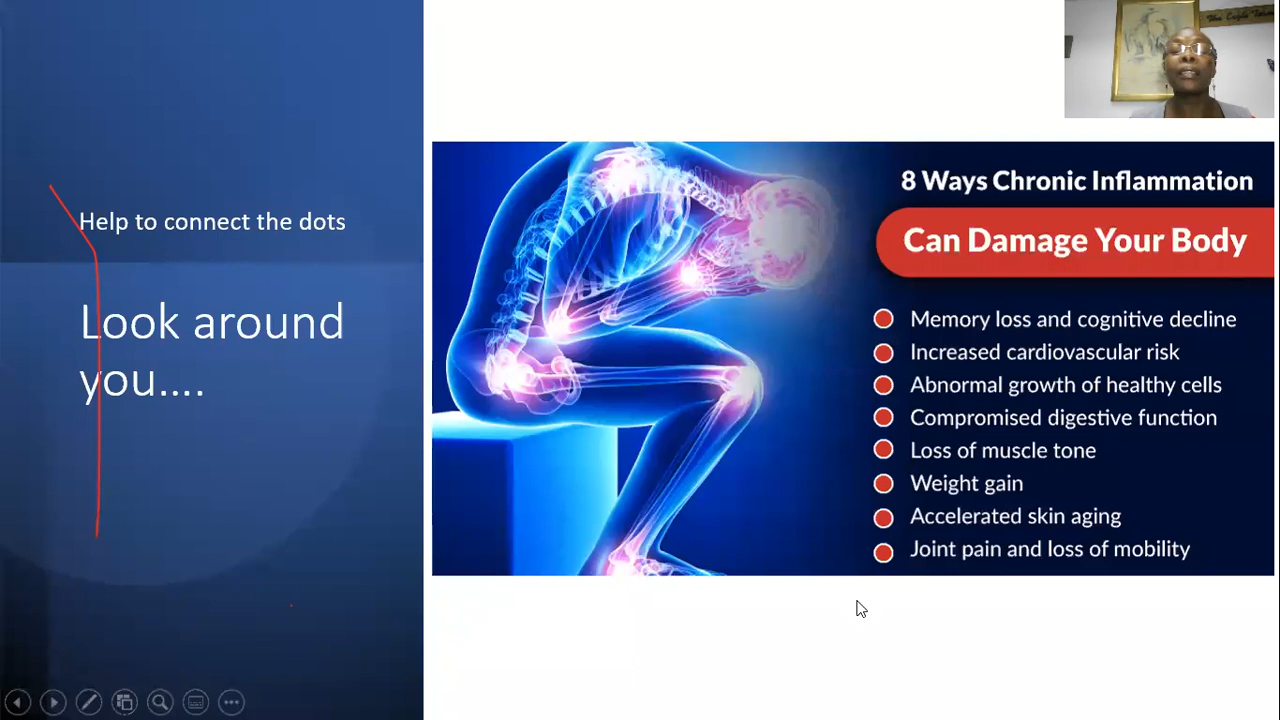 Help to connect the dots
Look around
you....
8 Ways Chronic Inflammation
Can Damage Your Body
Memory loss and cognitive decline
Increased cardiovascular risk
Abnormal growth of healthy cells
Compromised digestive function
Loss of muscle tone
Weight gain
Accelerated skin aging
Joint pain and loss of mobility